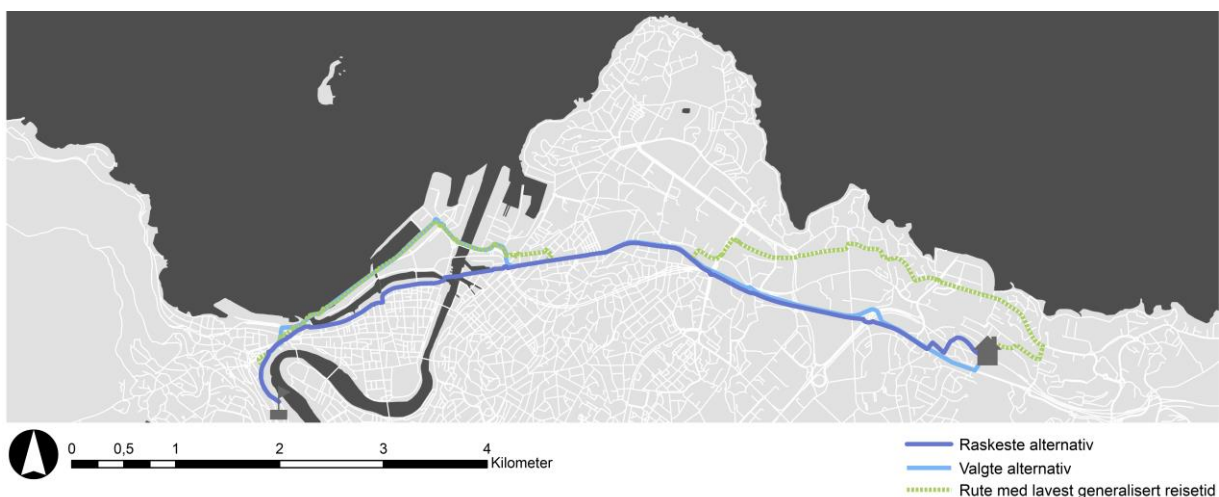 0 0,5 1 2 3 4
Kilometer
Raskeste alternativ
Valgte alternativ
Rute med lavest generalisert reisetid